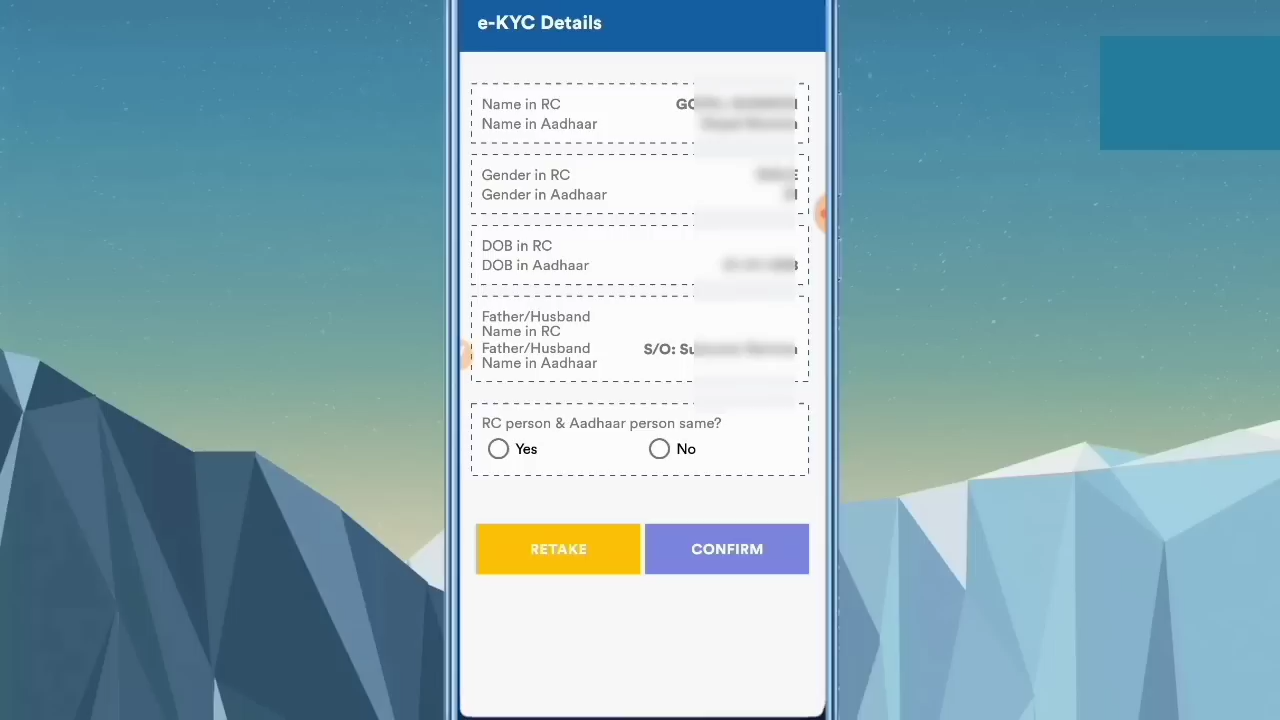 e-KYC Details
Name in RC
Name in Aadhaar
Gender in RC
Gender in Aadhaar
DOB in RC
DOB in Aadhaar
Father/Husband
Name in RC
Father/Husband
Name in Aadhaar
S/O:
RC person & Aadhaar person same?
Yes No
RETAKE CONFIRM